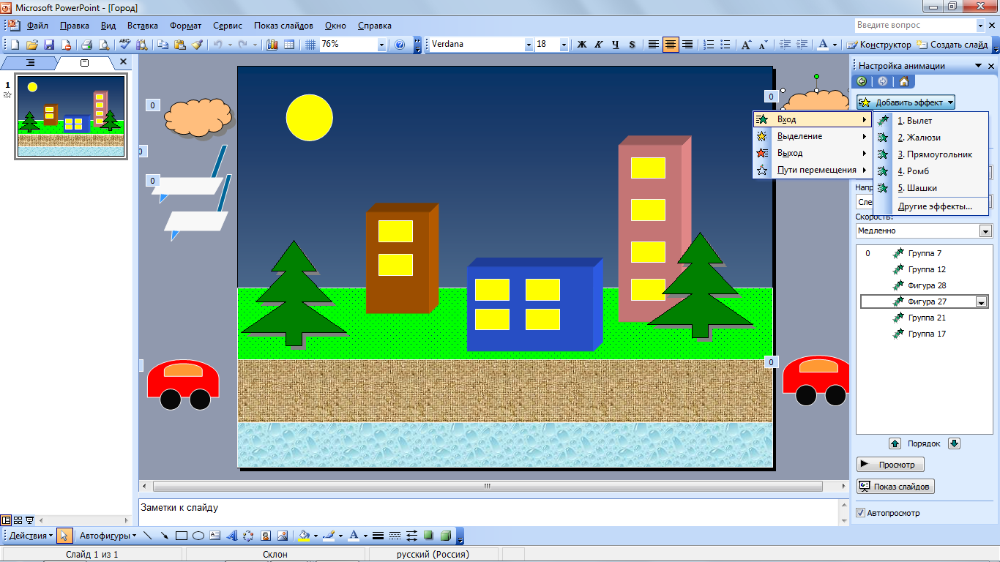 Microsoft PowerPoint - [Город]
Файл Правка Вид Вставка Формат Сервис Показ слайдов Окно Справка
Введите вопрос
76% Verdana 18 Ж К Ч S Конструктор Создать слайд
Настройка анимации
1
0
0
0
0
0
0
Добавить эффект
Вход
Выделение
Выход
Пути перемещения
1. Вылет
2. Жалюзи
3. Прямоугольник
4. Ромб
5. Шашки
Другие эффекты...
Напр
Сле
Скорость:
Медленно
0 Группа 7
Группа 12
Фигура 28
Фигура 27
Группа 21
Группа 17
Порядок
Просмотр
Показ слайдов
Автопросмотр
Заметки к слайду
Действия Автофигуры
Слайд 1 из 1 Склон русский (Россия)